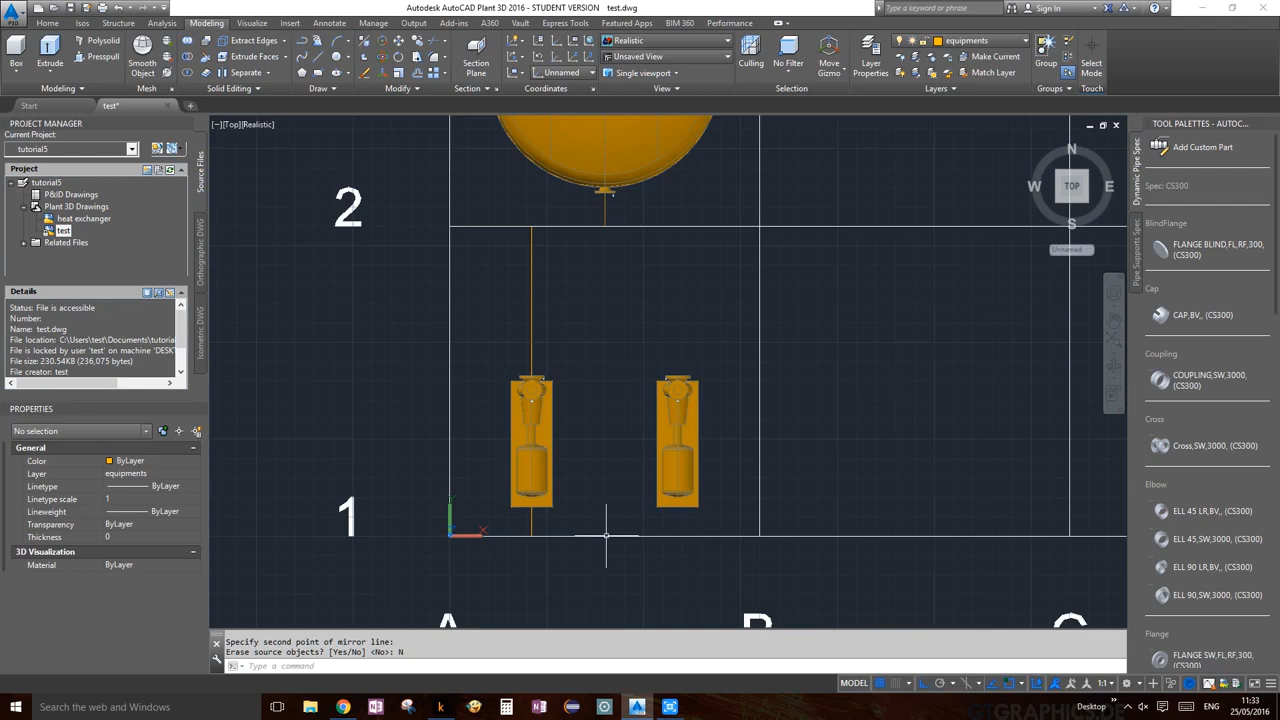 Autodesk AutoCAD Plant 3D 2016 - STUDENT VERSION test.dwg
Type a keyword or phrase
Sign In
P3D
Home
Isos
Structure
Analysis
Modeling
Insert
Annotate
Manage
Output
Add-ins
A360
Vault
Express Tools
Featured Apps
BIM 360
Performance
Box
Extrude
Polysolid
Presspull
Smooth
Object
Extract Edges
Extrude Faces
Separate
Section
Plane
Unnamed
Realistic
Unsaved View
Single viewport
Culling
No Filter
Move
Gizmo
Layer
Properties
equipments
Make Current
Match Layer
Group
Select
Mode
Modeling
Mesh
Solid Editing
Draw
Modify
Section
Coordinates
View
Selection
Layers
Groups
Touch
Start
test*
PROJECT MANAGER
Current Project:
tutorial5
Project
tutorial5
P&ID Drawings
Plant 3D Drawings
heat exchanger
test
Related Files
Source Files
Orthographic DWG
Isometric DWG
Details
Status: File is accessible
Number:
Name: test.dwg
File location: C:\Users\test\Documents\tutoria
File is locked by user 'test' on machine 'DESK
File size: 230.54KB (236,075 bytes)
File creator: test
PROPERTIES
No selection
General
Color ByLayer
Layer equipments
Linetype ByLayer
Linetype scale 1
Lineweight ByLayer
Transparency ByLayer
Thickness 0
3D Visualization
Material ByLayer
[−][Top][Realistic]
2
1
A
B
C
Y
X
N
W
TOP
E
S
Unnamed
TOOL PALETTES - AUTOC...
Dynamic Pipe Spec
Pipe Supports Spec
Add Custom Part
Spec: CS300
BlindFlange
FLANGE BLIND,FL,RF,300,
(CS300)
Cap
CAP,BV,, (CS300)
Coupling
COUPLING,SW,3000,
(CS300)
Cross
Cross,SW,3000, (CS300)
Elbow
ELL 45 LR,BV,, (CS300)
ELL 45,SW,3000, (CS300)
ELL 90 LR,BV,, (CS300)
ELL 90,SW,3000, (CS300)
Flange
FLANGE SW,FL,RF,300,
(CS300)
Specify second point of mirror line:
Erase source objects? [Yes/No] <No>: N
Type a command
MODEL
1:1
Search the web and Windows
Desktop
ENG
11:33
25/05/2016
GTGRAPHICSDE